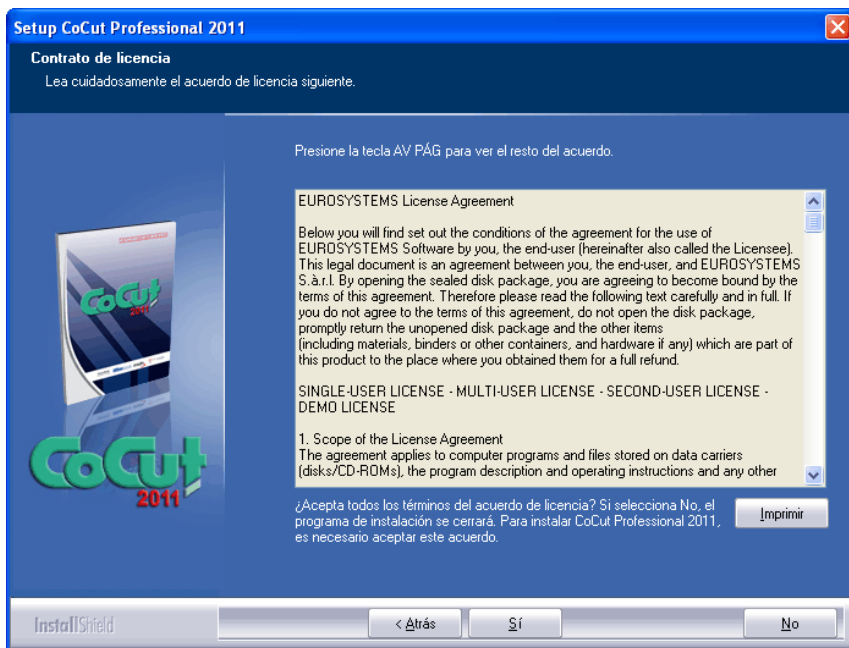 Setup CoCut Professional 2011
Contrato de licencia
Lea cuidadosamente el acuerdo de licencia siguiente.
Presione la tecla AV PÁG para ver el resto del acuerdo.
EUROSYSTEMS License Agreement
Below you will find set out the conditions of the agreement for the use of
EUROSYSTEMS Software by you, the end-user (hereinafter also called the Licensee).
This legal document is an agreement between you, the end-user, and EUROSYSTEMS
S.à.r.l. By opening the sealed disk package, you are agreeing to become bound by the
terms of this agreement. Therefore please read the following text carefully and in full. If
you do not agree to the terms of this agreement, do not open the disk package,
promptly return the unopened disk package and the other items
(including materials, binders or other containers, and hardware if any) which are part of
this product to the place where you obtained them for a full refund.
SINGLE-USER LICENSE - MULTI-USER LICENSE - SECOND-USER LICENSE -
DEMO LICENSE
1. Scope of the License Agreement
The agreement applies to computer programs and files stored on data carriers
(disks/CD-ROMs), the program description and operating instructions and any other
CoCut
2011
CoCut
2011
¿Acepta todos los términos del acuerdo de licencia? Si selecciona No, el
programa de instalación se cerrará. Para instalar CoCut Professional 2011,
es necesario aceptar este acuerdo.
Imprimir
InstallShield
< Atrás
Sí
No